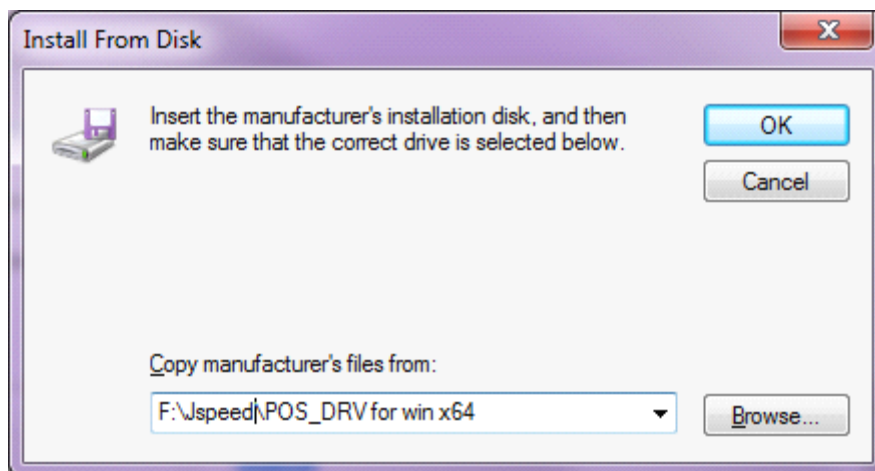 Install From Disk
Insert the manufacturer's installation disk, and then
make sure that the correct drive is selected below.
OK
Cancel
Copy manufacturer's files from:
F:\Jspeed\POS_DRV for win x64
Browse...